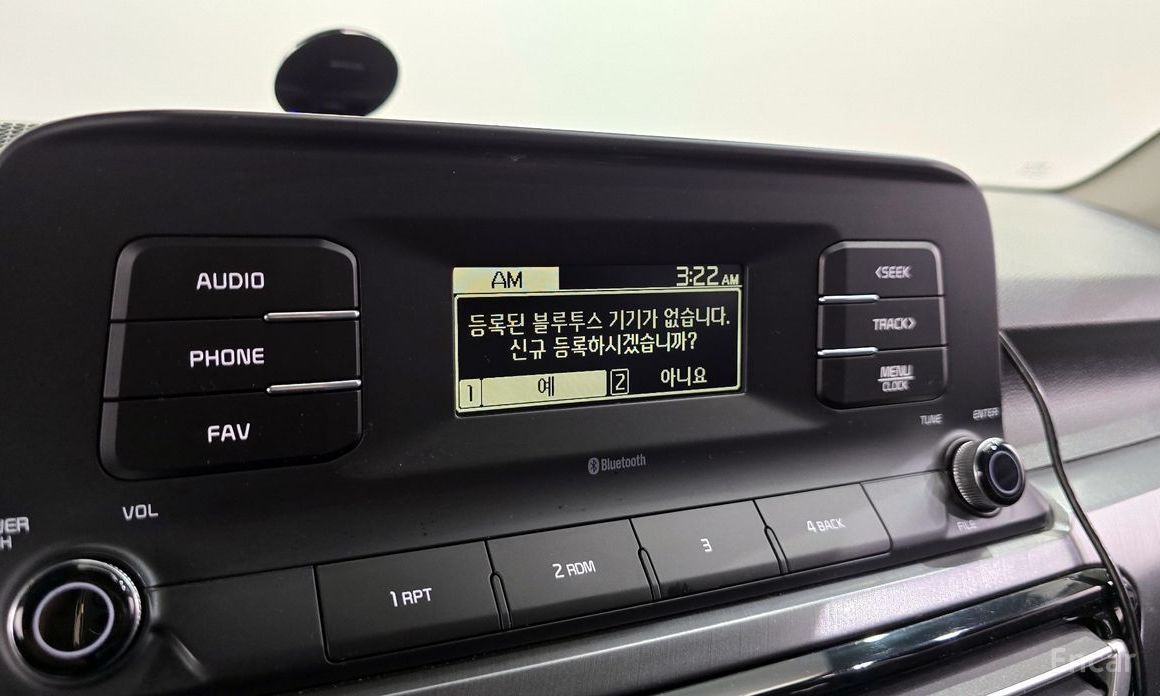 AUDIO
PHONE
FAV
VOL
AM 3:22 AM
등록된 블루투스 기기가 없습니다.
신규 등록하시겠습니까?
1 예 2 아니요
Bluetooth
<SEEK
TRACK>
MENU
CLOCK
TUNE
ENTER
FILE
1 RPT
2 RDM
3
4 BACK
Encar